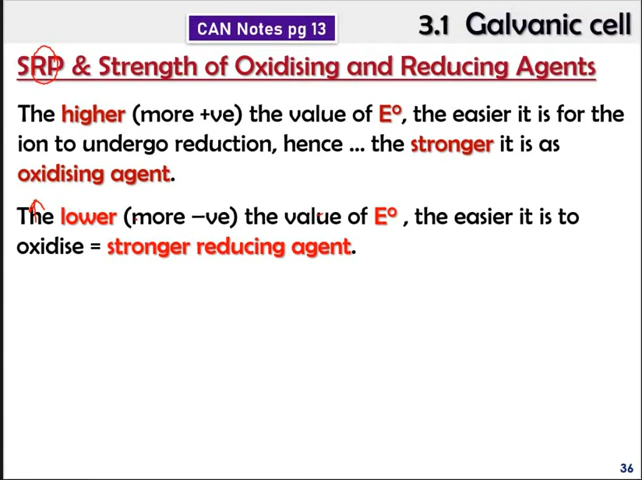 CAN Notes pg 13
3.1 Galvanic cell
SRP & Strength of Oxidising and Reducing Agents
The higher (more +ve) the value of Eº, the easier it is for the
ion to undergo reduction, hence ... the stronger it is as
oxidising agent.
The lower (more –ve) the value of Eº , the easier it is to
oxidise = stronger reducing agent.
36